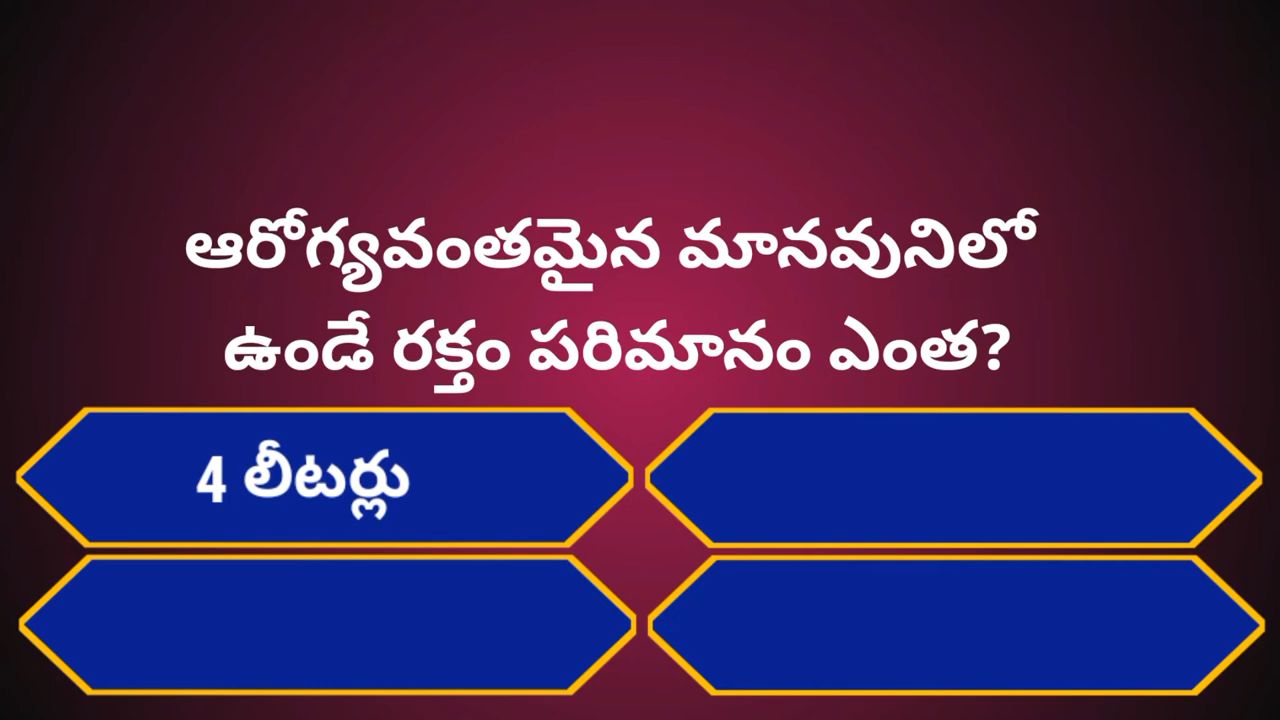 ఆరోగ్యవంతమైన మానవునిలో
ఉండే రక్తం పరిమానం ఎంత?
4 లీటర్లు